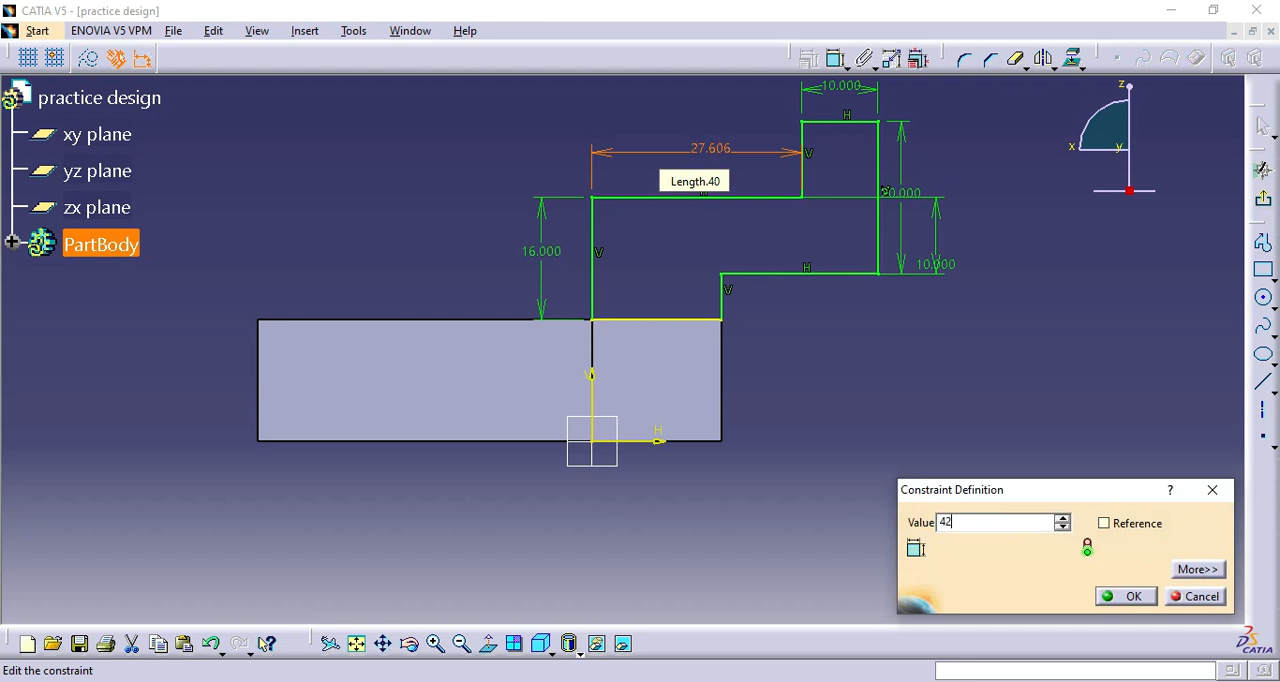 CATIA V5 - [practice design]
Start ENOVIA V5 VPM File Edit View Insert Tools Window Help
practice design
xy plane
yz plane
zx plane
PartBody
10.000
H
27.606
V
Length.40
16.000
V
10.000
H
V
V
H
z
x
y
Constraint Definition ?
Value 42 Reference
More>>
OK Cancel
Edit the constraint
CATIA